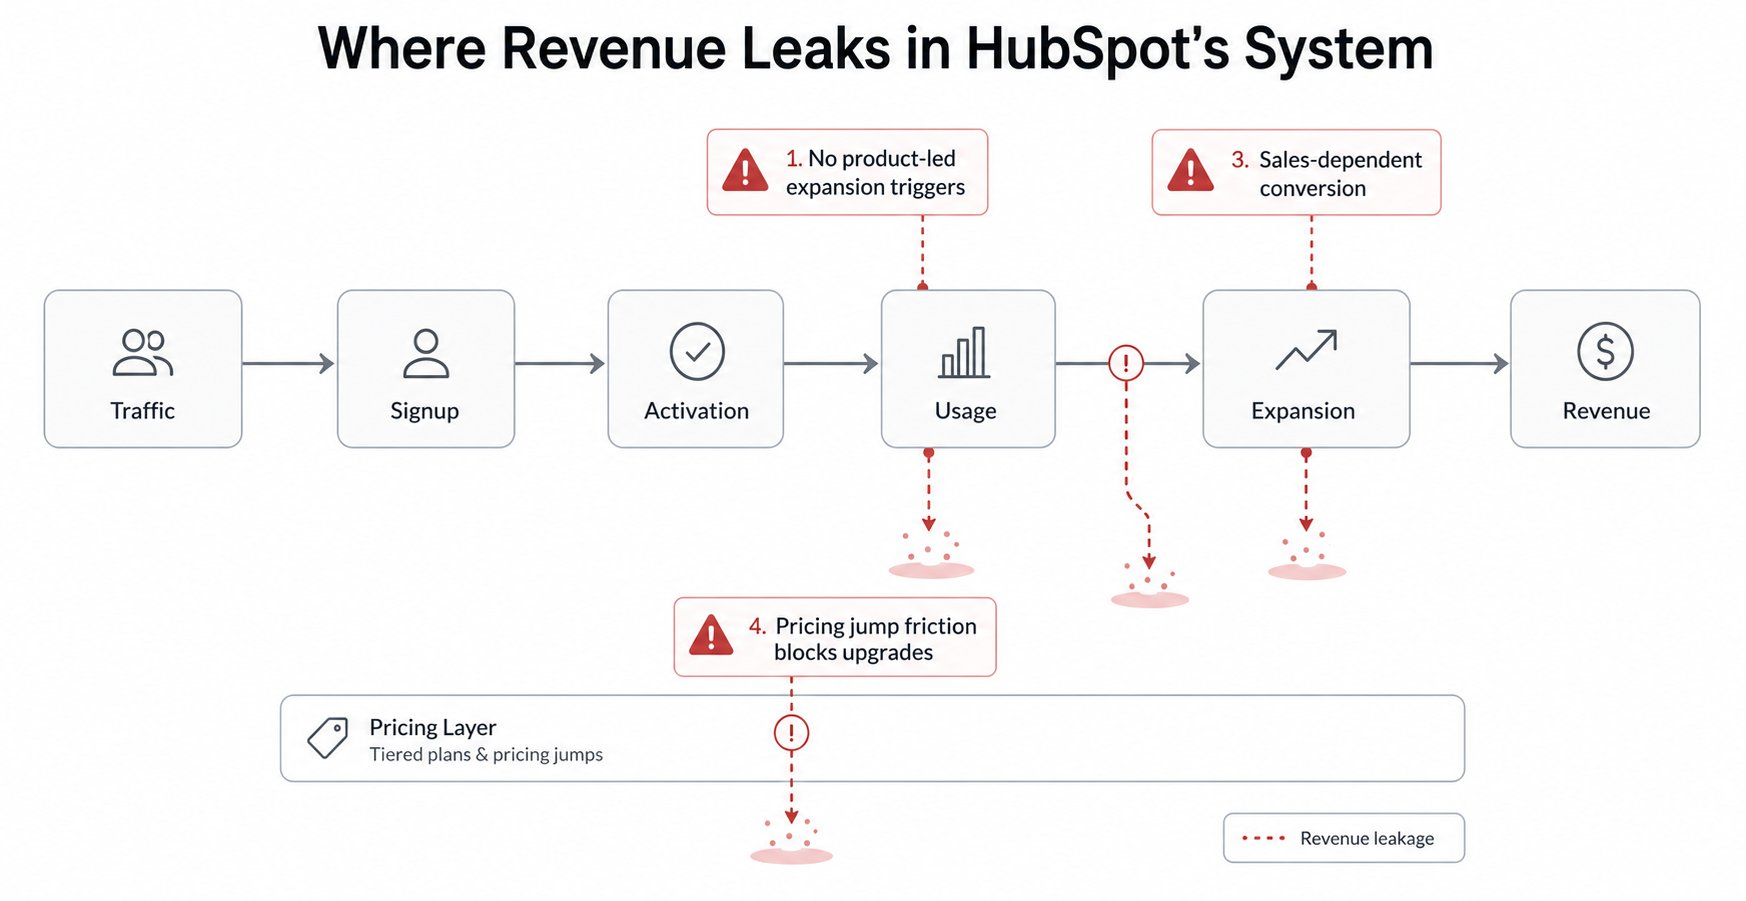 Where Revenue Leaks in HubSpot’s System
1. No product-led
expansion triggers
3. Sales-dependent
conversion
Traffic
Signup
Activation
Usage
Expansion
Revenue
4. Pricing jump friction
blocks upgrades
Pricing Layer
Tiered plans & pricing jumps
Revenue leakage